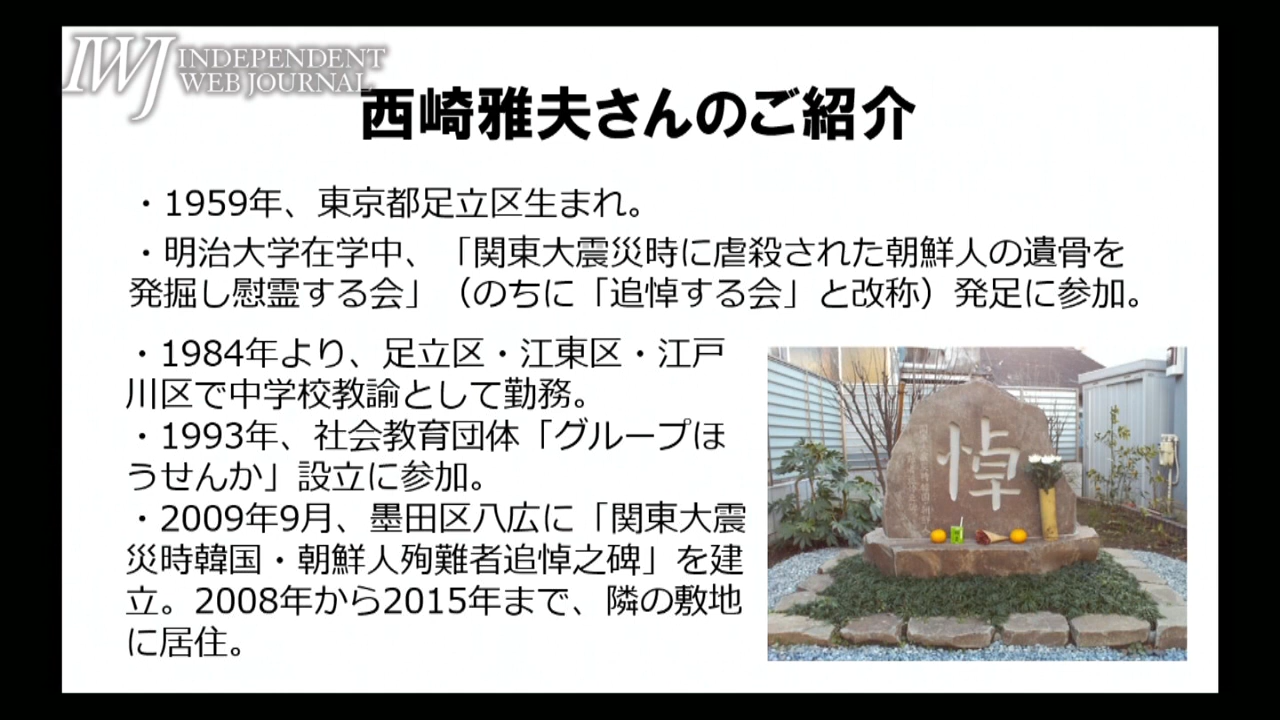 IWJ INDEPENDENT
WEB JOURNAL
西崎雅夫さんのご紹介
・1959年、東京都足立区生まれ。
・明治大学在学中、「関東大震災時に虐殺された朝鮮人の遺骨を
発掘し慰霊する会」（のちに「追悼する会」と改称）発足に参加。
・1984年より、足立区・江東区・江戸
川区で中学校教諭として勤務。
・1993年、社会教育団体「グループほ
うせんか」設立に参加。
・2009年9月、墨田区八広に「関東大震
災時韓国・朝鮮人殉難者追悼之碑」を建
立。2008年から2015年まで、隣の敷地
に居住。
悼